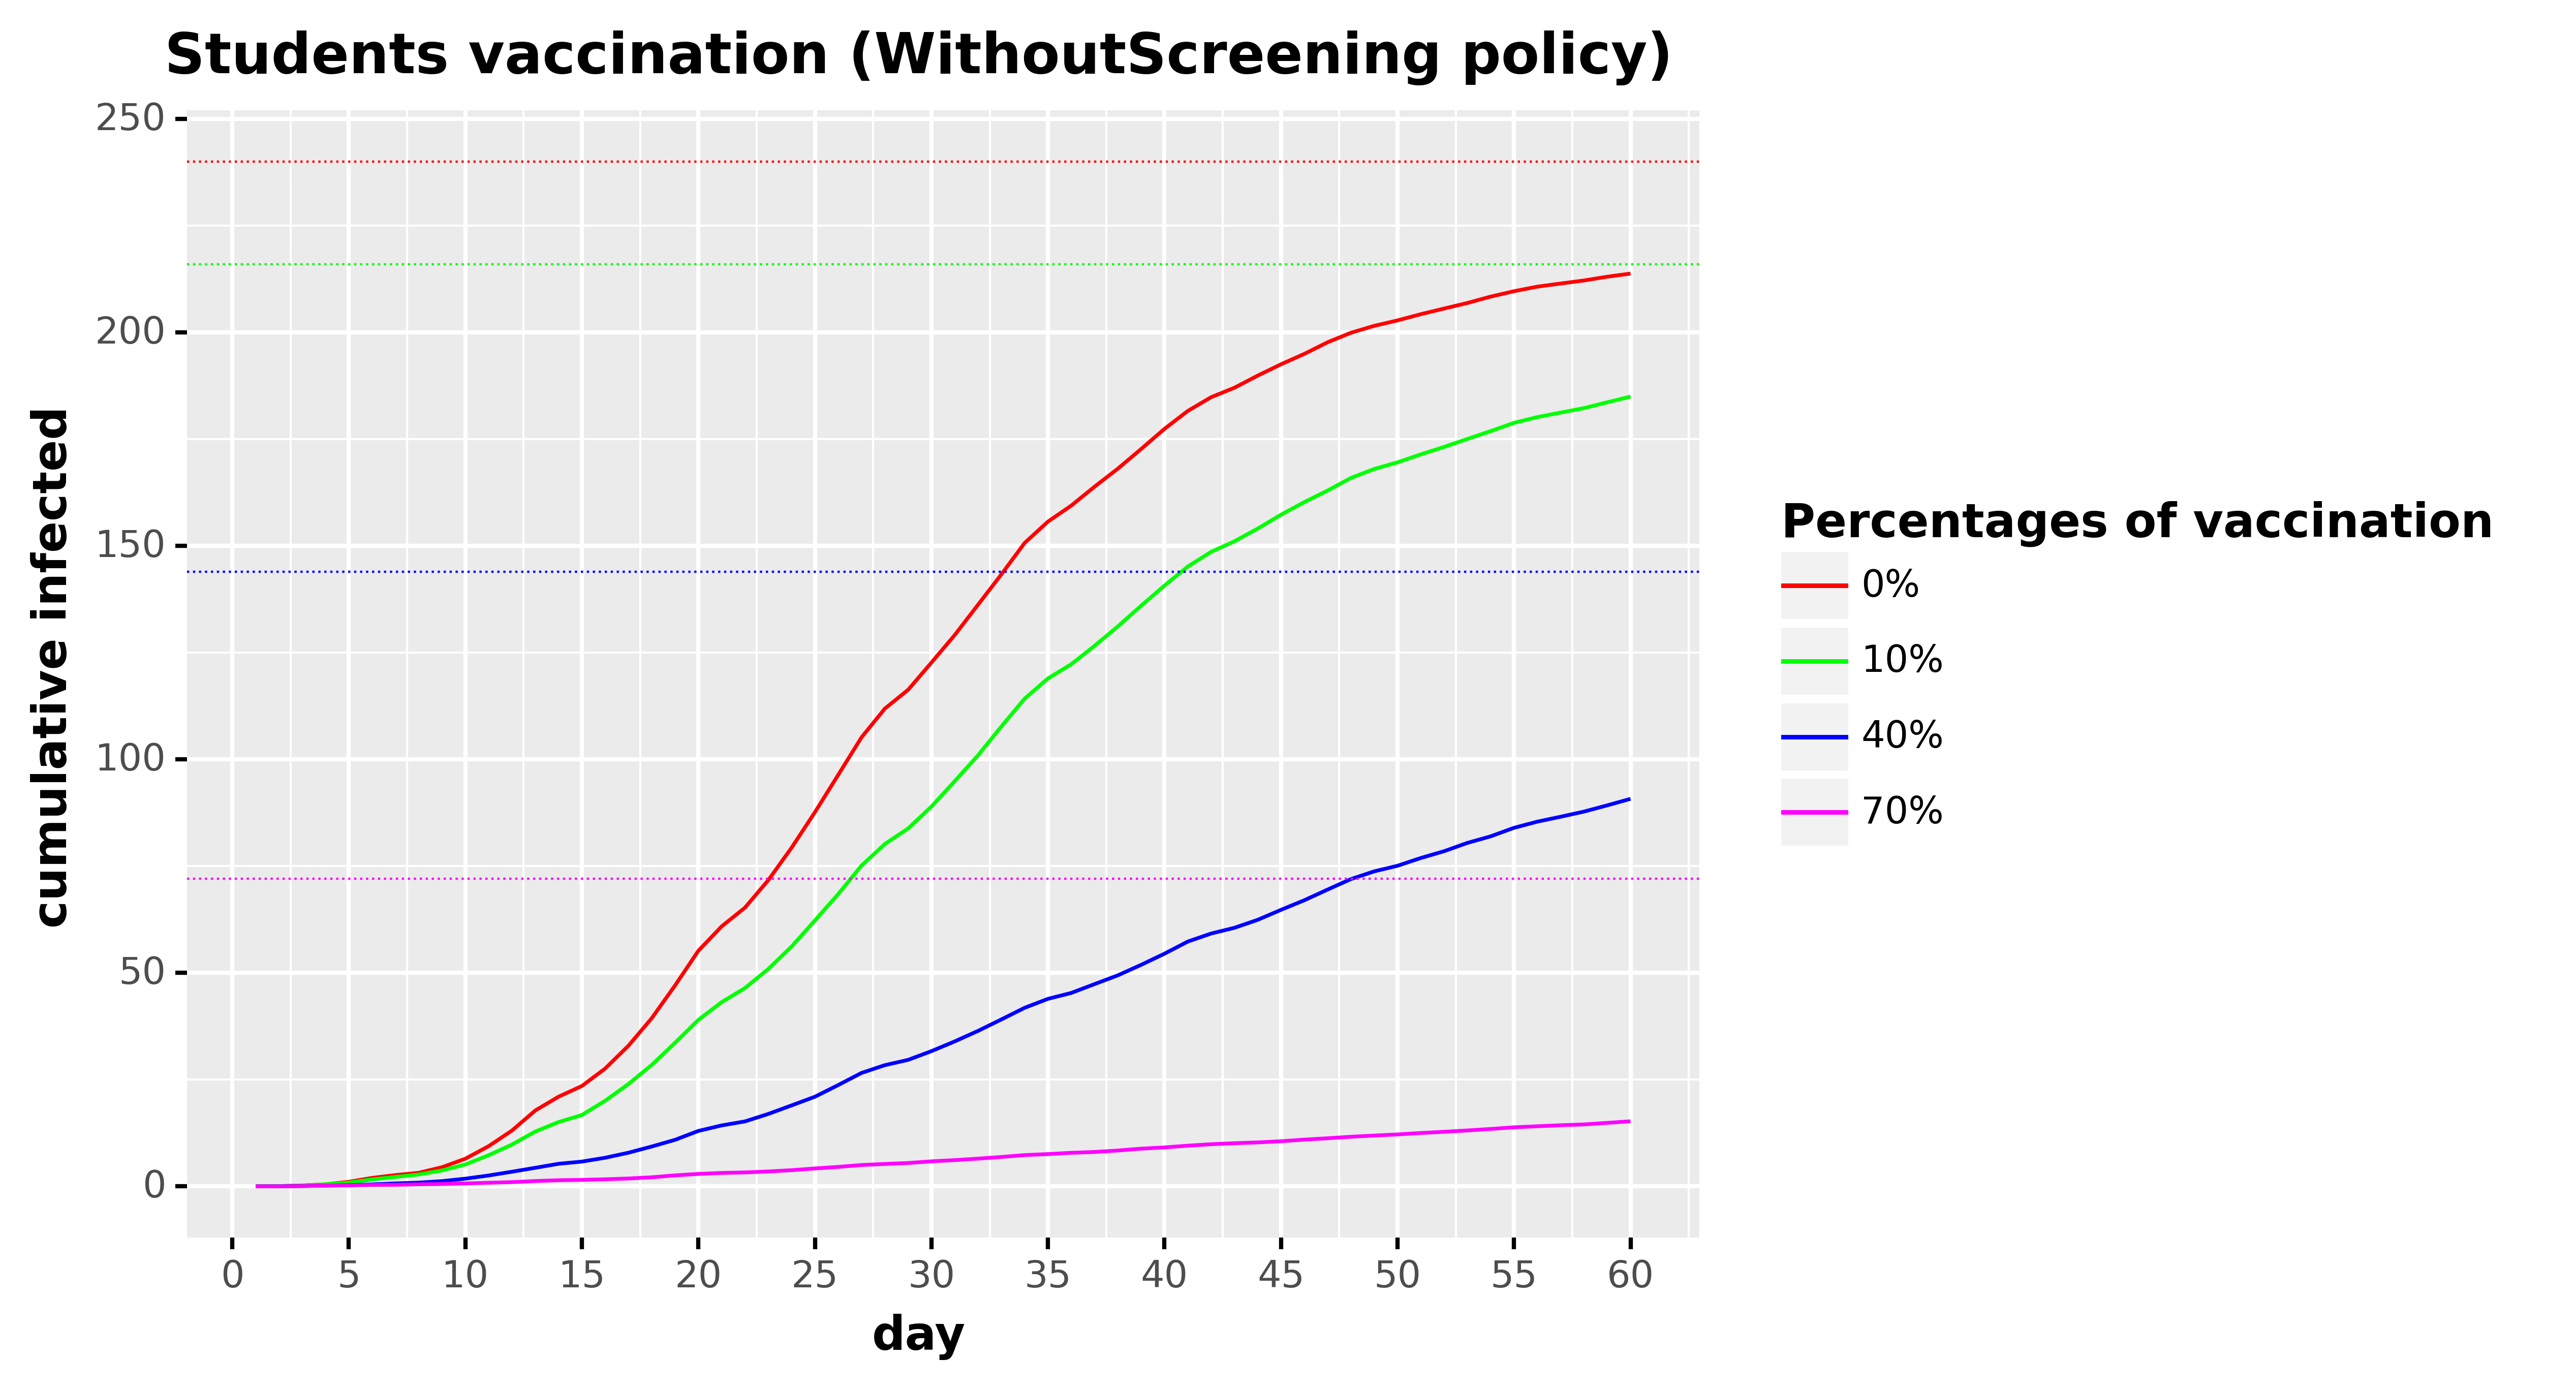 Students vaccination (WithoutScreening policy)
250
200
150
100
50
0
cumulative infected
0 5 10 15 20 25 30 35 40 45 50 55 60
day
Percentages of vaccination
0%
10%
40%
70%